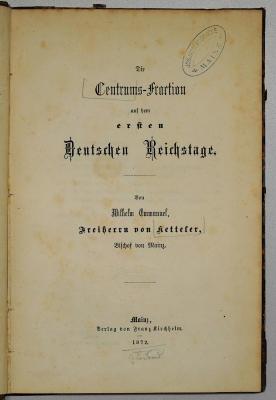 Die
Centrums-Fraction
auf dem
ersten
Deutschen Reichstage.
Von
Wilhelm Emmanuel,
Freiherrn von Ketteler,
Bischof von Mainz.
Mainz,
Verlag von Franz Kirchheim.
1872.